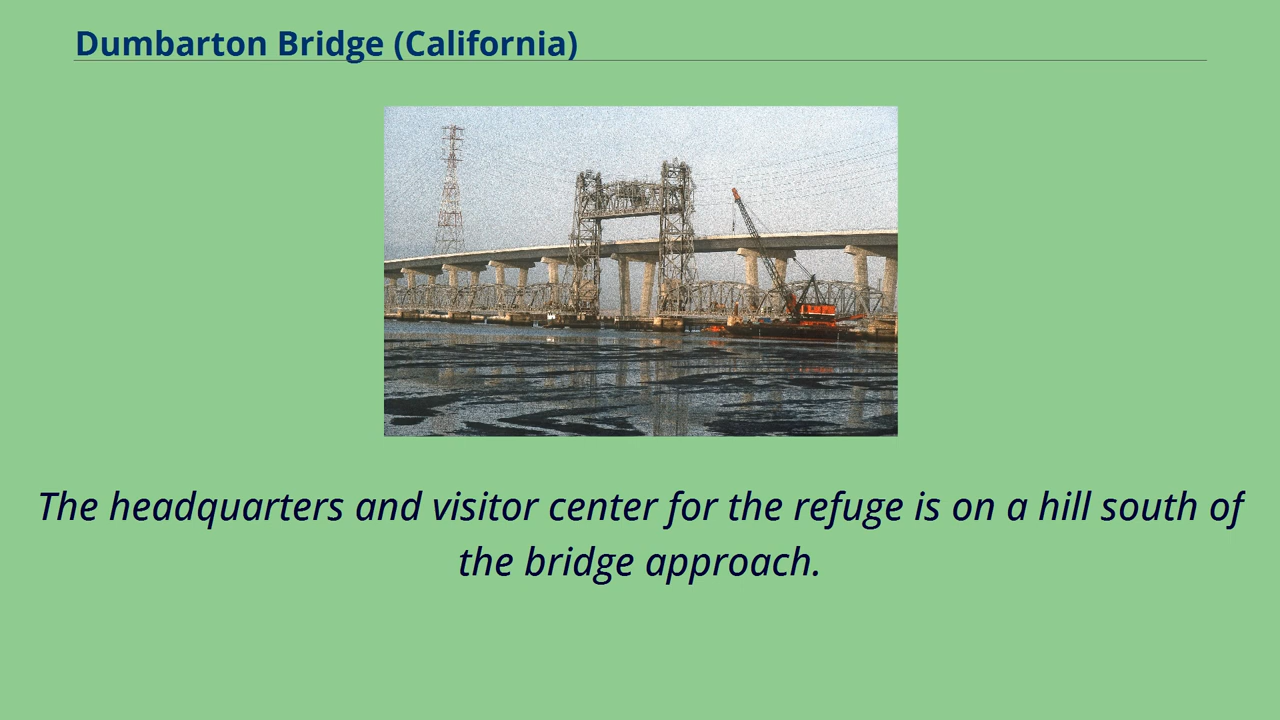 Dumbarton Bridge (California)
The headquarters and visitor center for the refuge is on a hill south of
the bridge approach.